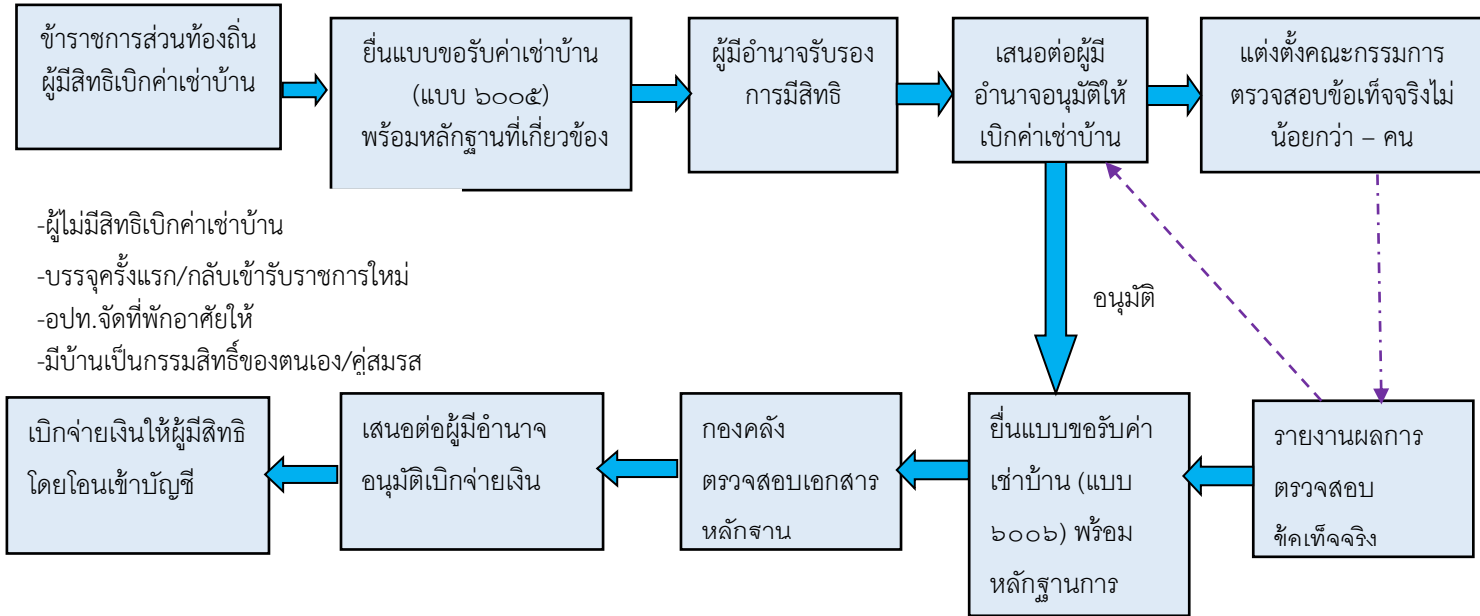 ข้าราชการส่วนท้องถิ่น
ผู้มีสิทธิเบิกค่าเช่าบ้าน
ยื่นแบบขอรับค่าเช่าบ้าน
(แบบ ๖๐๐๕)
พร้อมหลักฐานที่เกี่ยวข้อง
ผู้มีอำนาจรับรอง
การมีสิทธิ
เสนอต่อผู้มี
อำนาจอนุมัติให้
เบิกค่าเช่าบ้าน
แต่งตั้งคณะกรรมการ
ตรวจสอบข้อเท็จจริงไม่
น้อยกว่า – คน
-ผู้ไม่มีสิทธิเบิกค่าเช่าบ้าน
-บรรจุครั้งแรก/กลับเข้ารับราชการใหม่
-อปท.จัดที่พักอาศัยให้
-มีบ้านเป็นกรรมสิทธิ์ของตนเอง/คู่สมรส
อนุมัติ
เบิกจ่ายเงินให้ผู้มีสิทธิ
โดยโอนเข้าบัญชี
เสนอต่อผู้มีอำนาจ
อนุมัติเบิกจ่ายเงิน
กองคลัง
ตรวจสอบเอกสาร
หลักฐาน
ยื่นแบบขอรับค่า
เช่าบ้าน (แบบ
๖๐๐๖) พร้อม
หลักฐานการ
รายงานผลการ
ตรวจสอบ
ข้อเท็จจริง